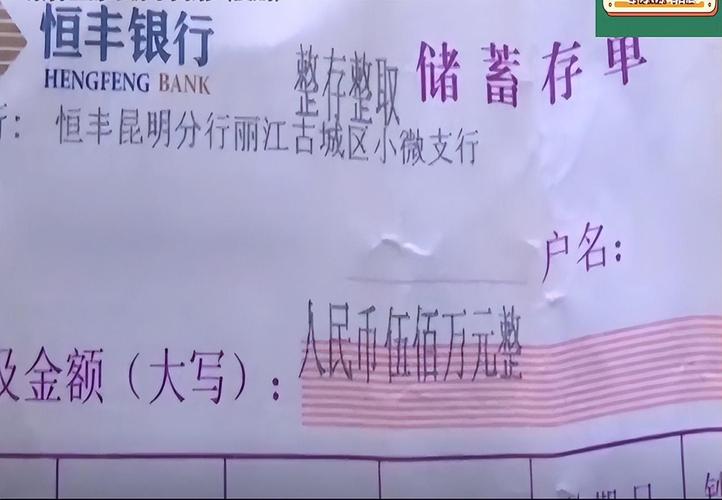 恒丰银行
HENGFENG BANK
整存整取 储蓄存单
恒丰昆明分行丽江古城区小微支行
户名：
金额（大写）：人民币伍佰万元整